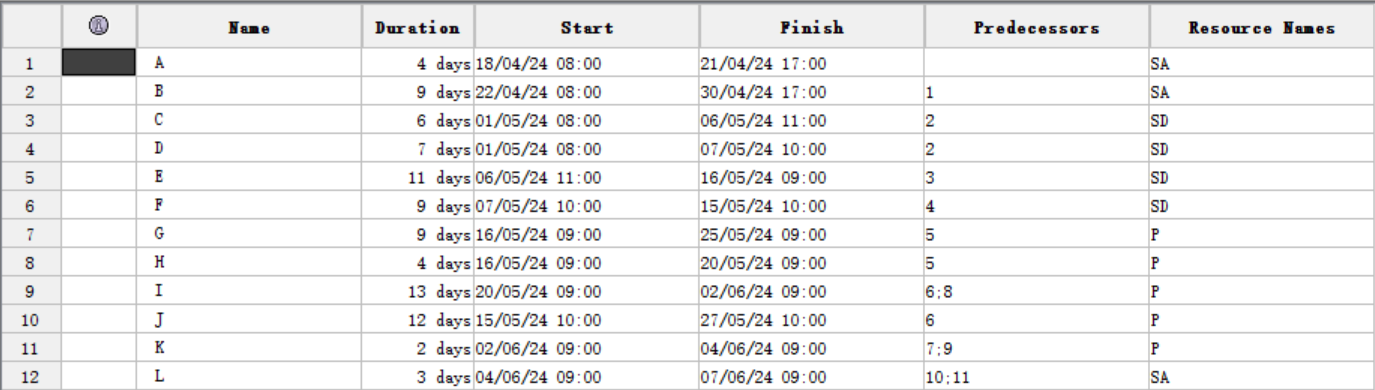 Name Duration Start Finish Predecessors Resource Names
1 A 4 days 18/04/24 08:00 21/04/24 17:00 SA
2 B 9 days 22/04/24 08:00 30/04/24 17:00 1 SA
3 C 6 days 01/05/24 08:00 06/05/24 11:00 2 SD
4 D 7 days 01/05/24 08:00 07/05/24 10:00 2 SD
5 E 11 days 06/05/24 11:00 16/05/24 09:00 3 SD
6 F 9 days 07/05/24 10:00 15/05/24 10:00 4 SD
7 G 9 days 16/05/24 09:00 25/05/24 09:00 5 P
8 H 4 days 16/05/24 09:00 20/05/24 09:00 5 P
9 I 13 days 20/05/24 09:00 02/06/24 09:00 6;8 P
10 J 12 days 15/05/24 10:00 27/05/24 10:00 6 P
11 K 2 days 02/06/24 09:00 04/06/24 09:00 7;9 P
12 L 3 days 04/06/24 09:00 07/06/24 09:00 10;11 SA